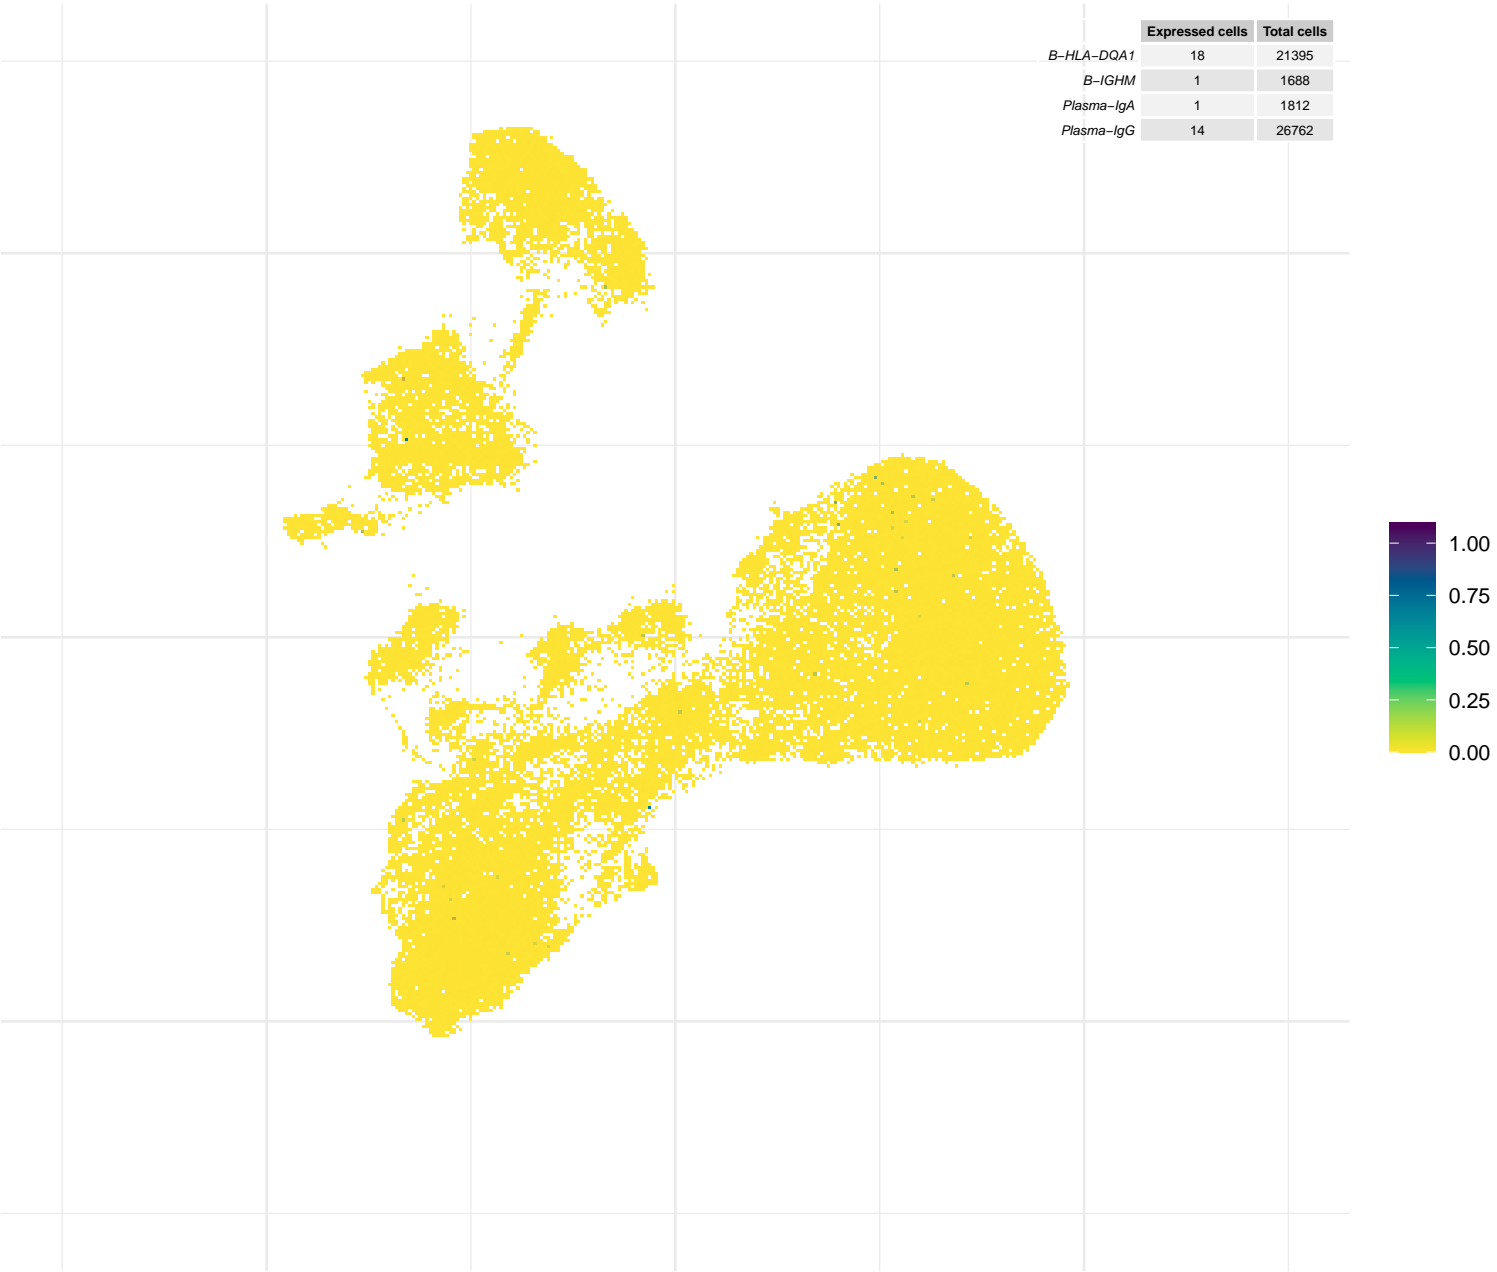 Expressed cells Total cells
B−HLA−DQA1 18 21395
B−IGHM 1 1688
Plasma−IgA 1 1812
Plasma−IgG 14 26762
1.00
0.75
0.50
0.25
0.00